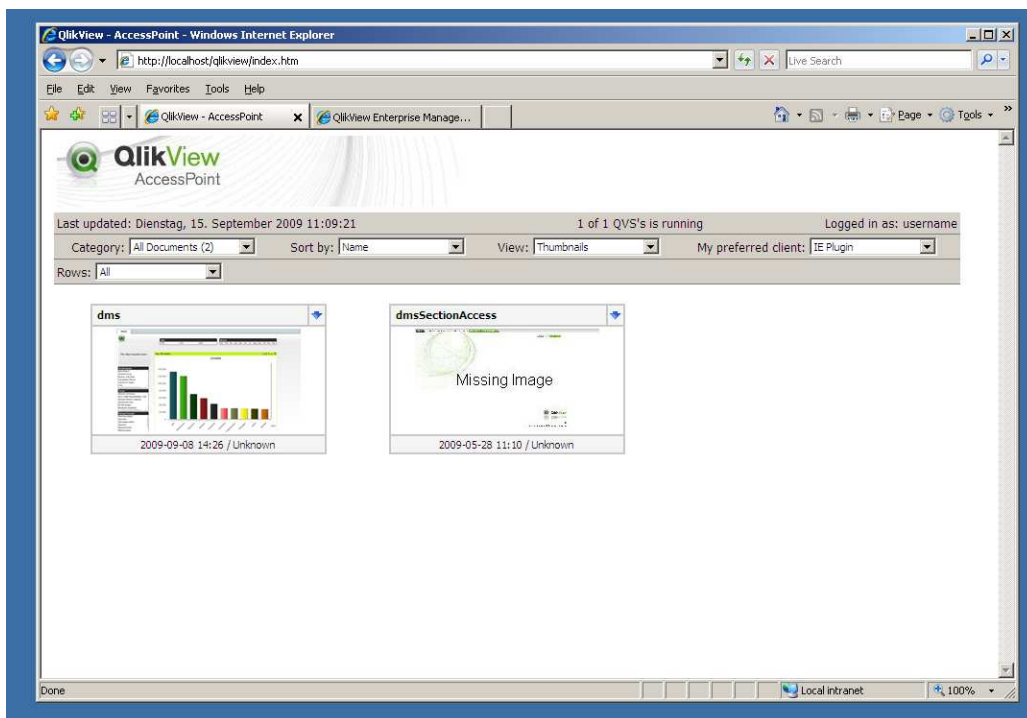 QlikView - AccessPoint - Windows Internet Explorer
http://localhost/qlikview/index.htm
Live Search
File Edit View Favorites Tools Help
QlikView - AccessPoint
QlikView Enterprise Manage...
Page Tools »
QlikView
AccessPoint
Last updated: Dienstag, 15. September 2009 11:09:21 1 of 1 QVS's is running Logged in as: username
Category: All Documents (2) Sort by: Name View: Thumbnails My preferred client: IE Plugin
Rows: All
dms
dmsSectionAccess
Missing Image
2009-09-08 14:26 / Unknown
2009-05-28 11:10 / Unknown
Done Local intranet 100%